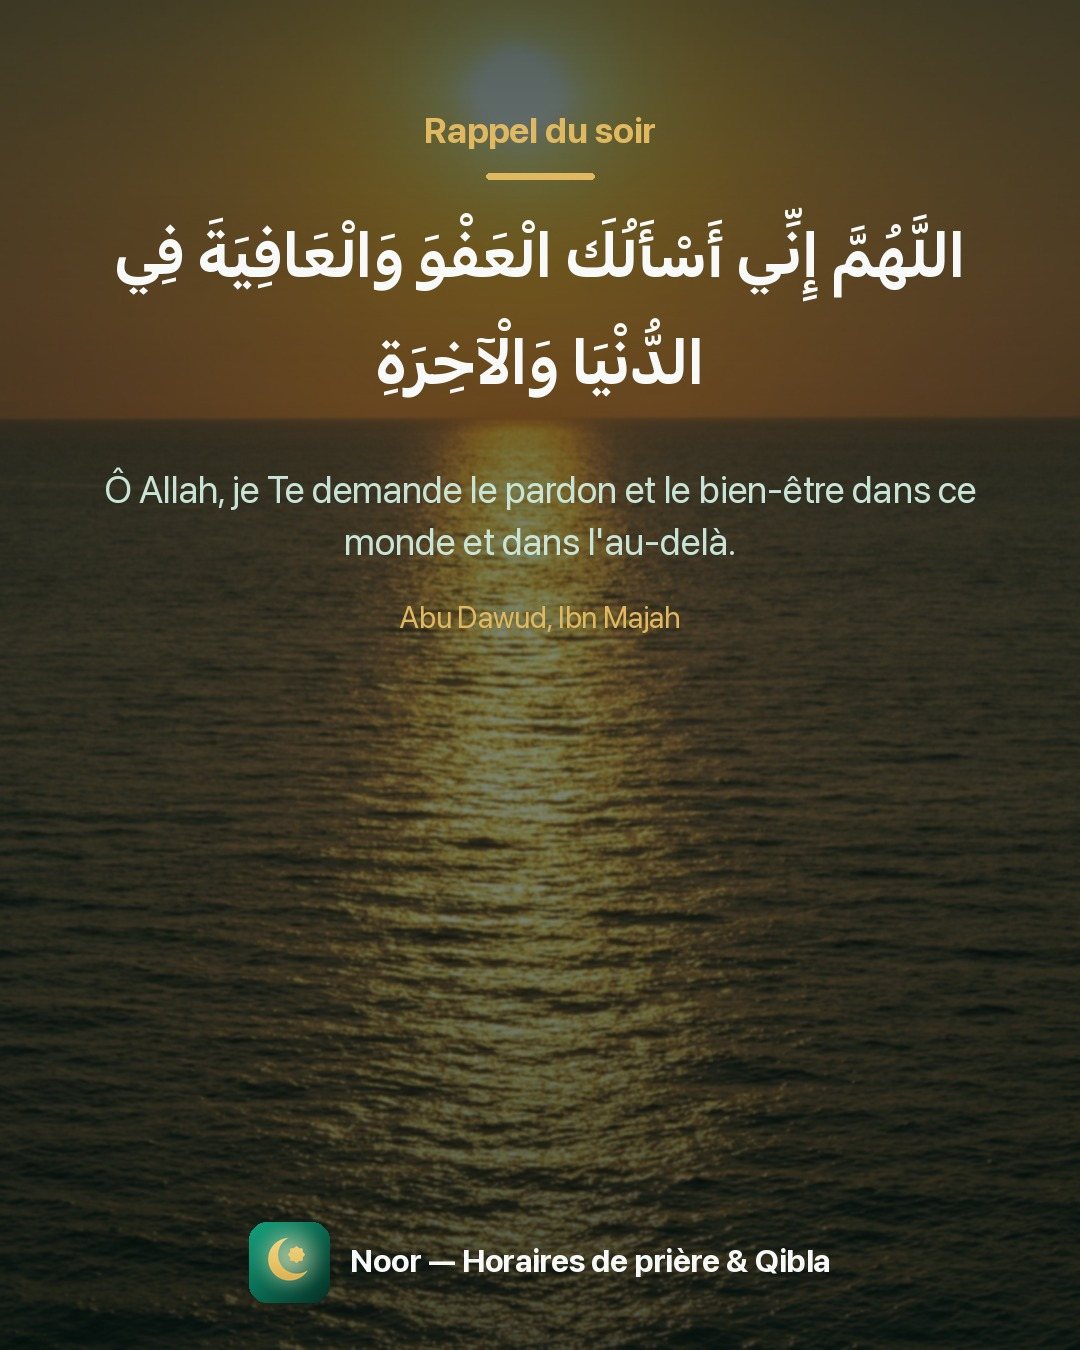 Rappel du soir
اللَّهُمَّ إِنِّي أَسْأَلُكَ الْعَفْوَ وَالْعَافِيَةَ فِي
الدُّنْيَا وَالْآخِرَةِ
Ô Allah, je Te demande le pardon et le bien-être dans ce
monde et dans l'au-delà.
Abu Dawud, Ibn Majah
Noor — Horaires de prière & Qibla